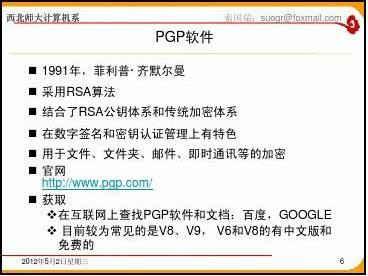 西北师大计算机系
索国瑞：suogr@foxmail.com
PGP软件
1991年，菲利普· 齐默尔曼
采用RSA算法
结合了RSA公钥体系和传统加密体系
在数字签名和密钥认证管理上有特色
用于文件、文件夹、邮件、即时通讯等的加密
官网
http://www.pgp.com/
获取
在互联网上查找PGP软件和文档：百度，GOOGLE
目前较为常见的是V8、V9， V6和V8的有中文版和
免费的
2012年5月2日星期三
6